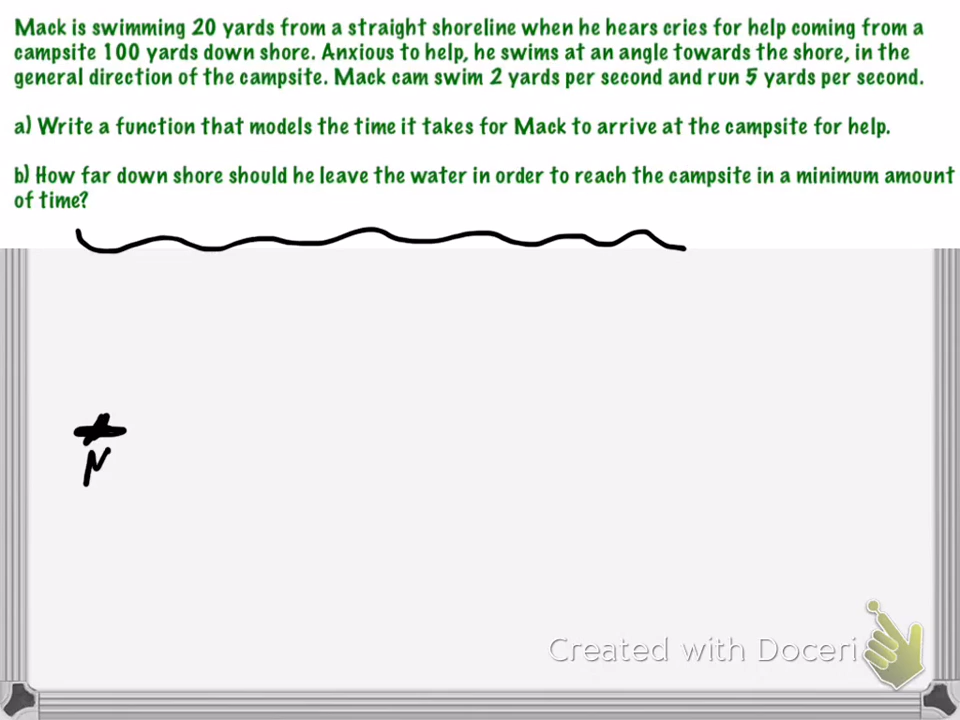 Mack is swimming 20 yards from a straight shoreline when he hears cries for help coming from a
campsite 100 yards down shore. Anxious to help, he swims at an angle towards the shore, in the
general direction of the campsite. Mack cam swim 2 yards per second and run 5 yards per second.
a) Write a function that models the time it takes for Mack to arrive at the campsite for help.
b) How far down shore should he leave the water in order to reach the campsite in a minimum amount
of time?
Created with Doceri